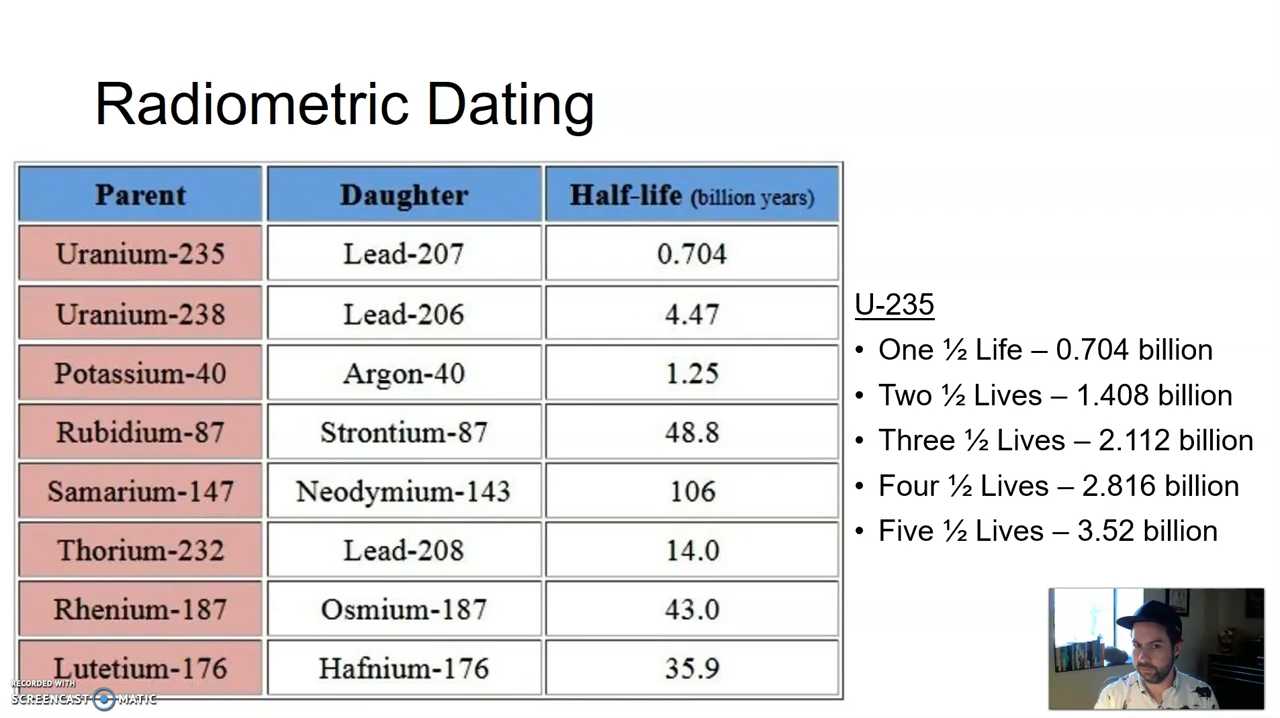 Radiometric Dating
Parent Daughter Half-life (billion years)
Uranium-235 Lead-207 0.704
Uranium-238 Lead-206 4.47
Potassium-40 Argon-40 1.25
Rubidium-87 Strontium-87 48.8
Samarium-147 Neodymium-143 106
Thorium-232 Lead-208 14.0
Rhenium-187 Osmium-187 43.0
Lutetium-176 Hafnium-176 35.9
U-235
• One ½ Life – 0.704 billion
• Two ½ Lives – 1.408 billion
• Three ½ Lives – 2.112 billion
• Four ½ Lives – 2.816 billion
• Five ½ Lives – 3.52 billion
RECORDED WITH
SCREENCAST MATIC